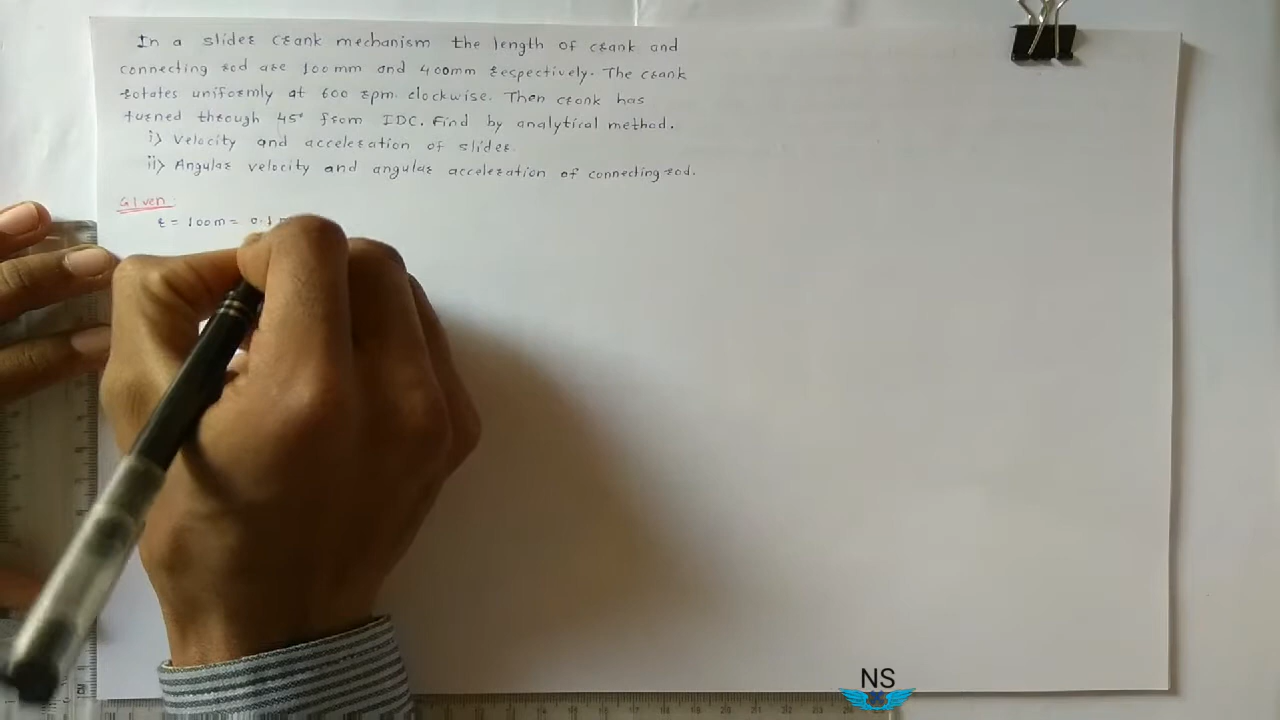 In a slider crank mechanism the length of crank and
connecting rod are 100mm and 400mm respectively. The crank
rotates uniformly at 600 rpm. clockwise. Then crank has
turned through 45° from IDC. Find by analytical method.
i) Velocity and acceleration of slider.
ii) Angular velocity and angular acceleration of connecting rod.
Given:
r = 100m = 0.1
NS